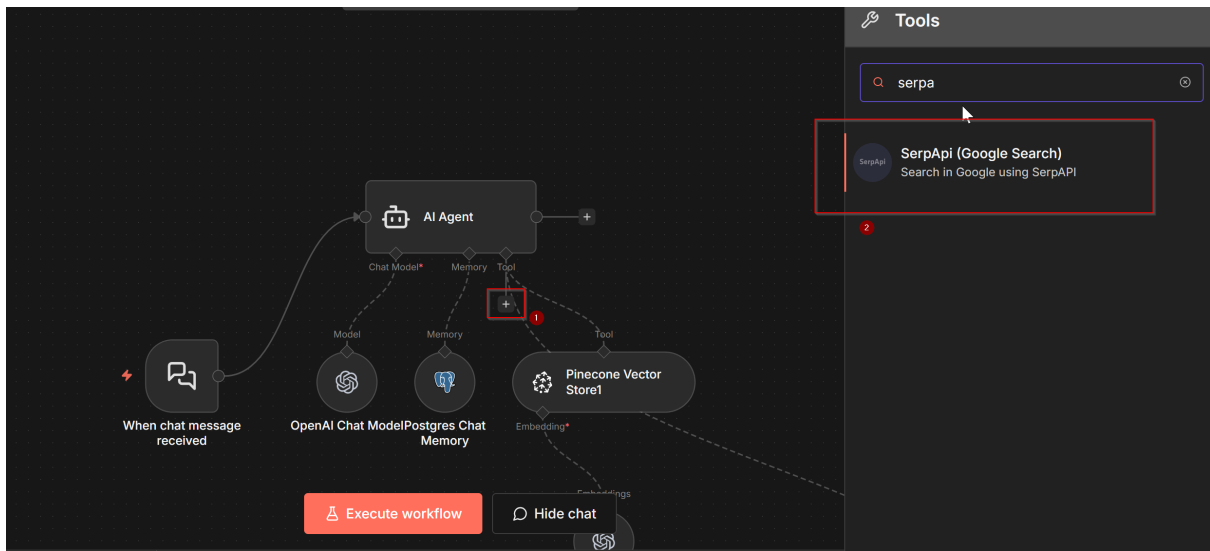 Tools
serpa
SerpApi
SerpApi (Google Search)
Search in Google using SerpAPI
2
AI Agent
Chat Model*
Memory
Tool
1
Model
Memory
Tool
Pinecone Vector
Store1
When chat message
received
OpenAI Chat Model
Postgres Chat
Memory
Embedding*
Embeddings
Execute workflow
Hide chat